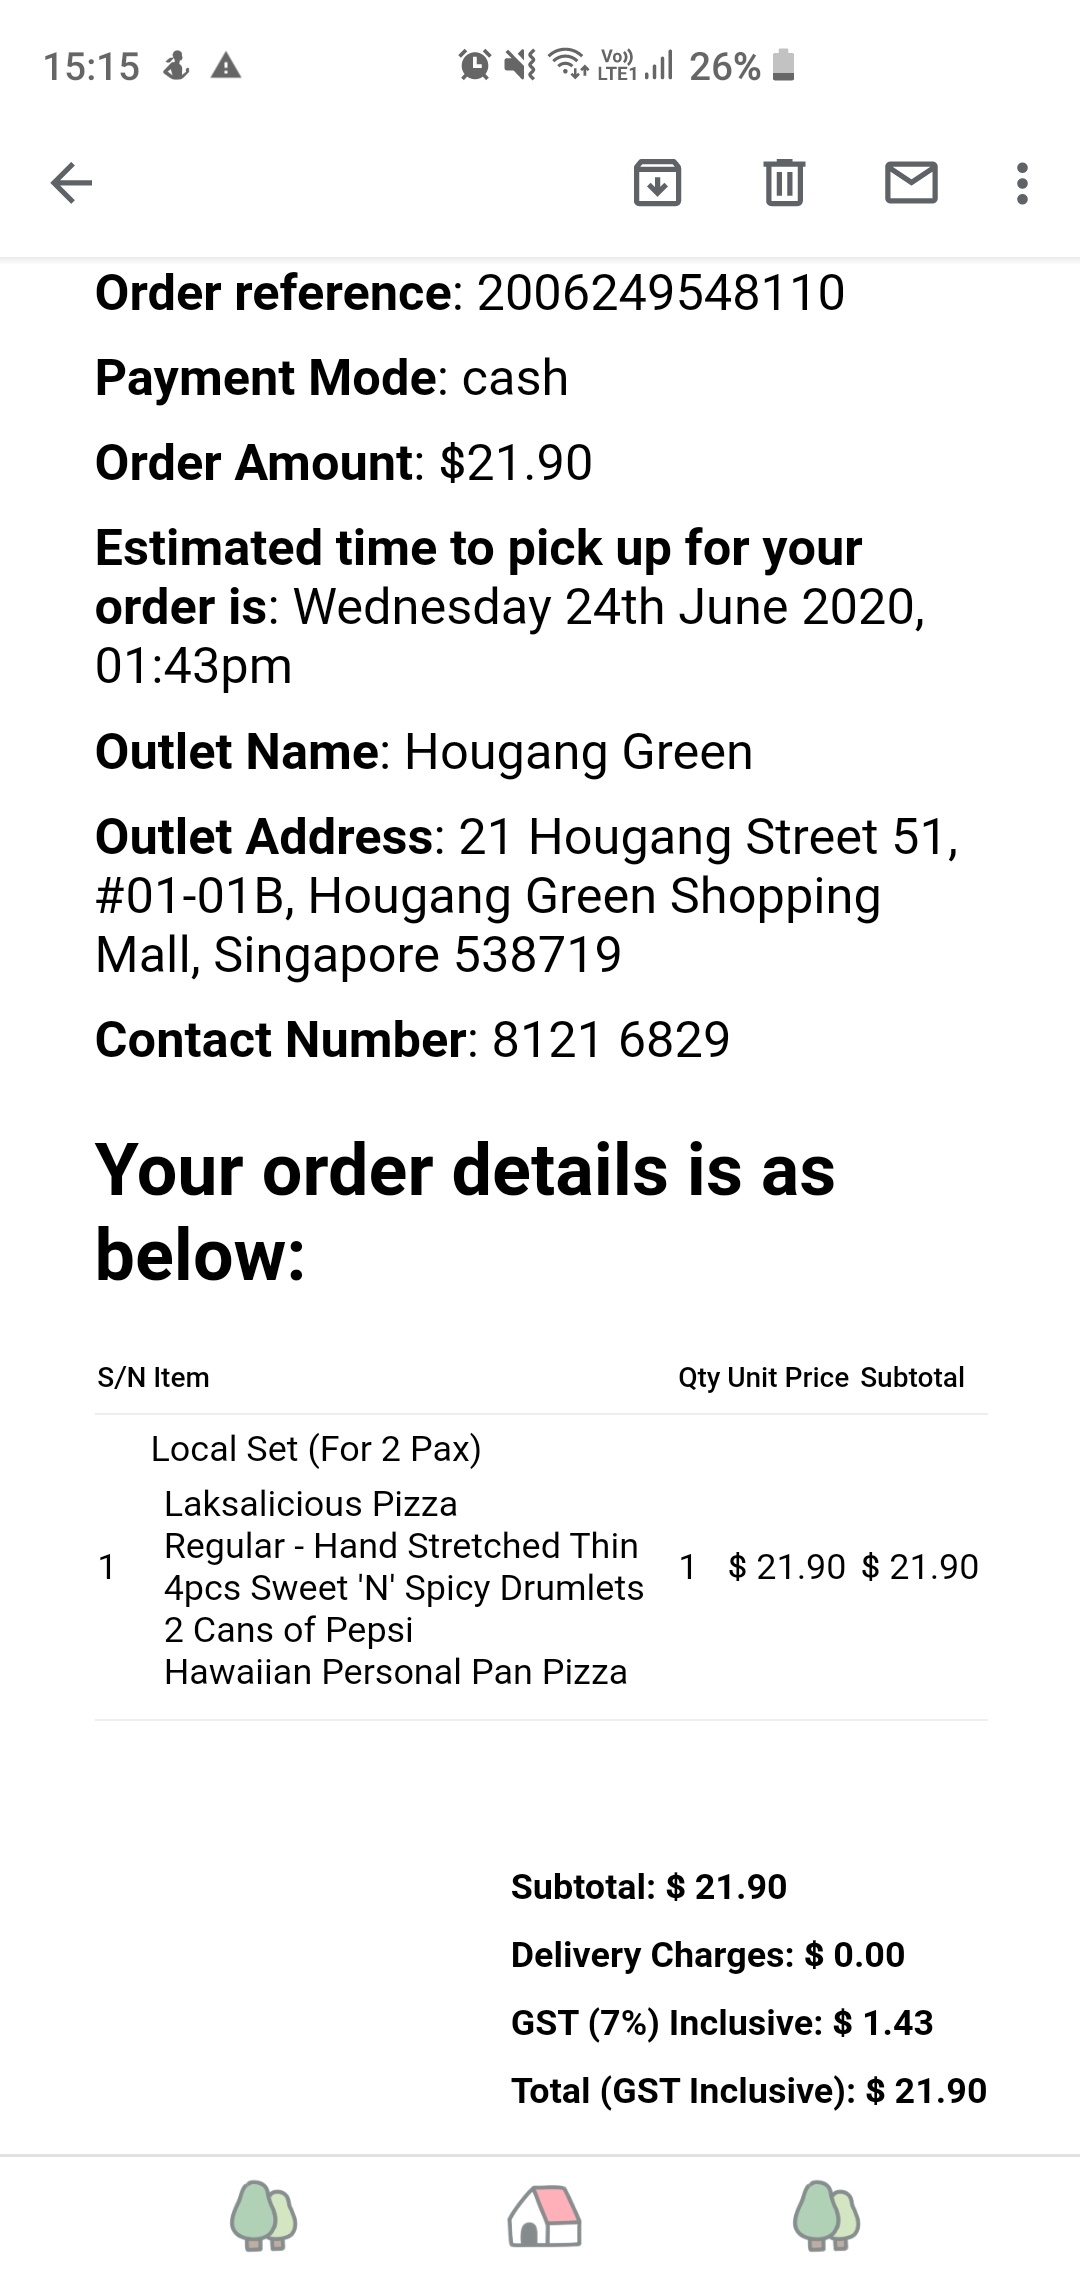 15:15
Vo))
LTE1
26%
Order reference: 2006249548110
Payment Mode: cash
Order Amount: $21.90
Estimated time to pick up for your
order is: Wednesday 24th June 2020,
01:43pm
Outlet Name: Hougang Green
Outlet Address: 21 Hougang Street 51,
#01-01B, Hougang Green Shopping
Mall, Singapore 538719
Contact Number: 8121 6829
Your order details is as
below:
S/N Item Qty Unit Price Subtotal
Local Set (For 2 Pax)
Laksalicious Pizza
Regular - Hand Stretched Thin
1 4pcs Sweet 'N' Spicy Drumlets 1 $ 21.90 $ 21.90
2 Cans of Pepsi
Hawaiian Personal Pan Pizza
Subtotal: $ 21.90
Delivery Charges: $ 0.00
GST (7%) Inclusive: $ 1.43
Total (GST Inclusive): $ 21.90